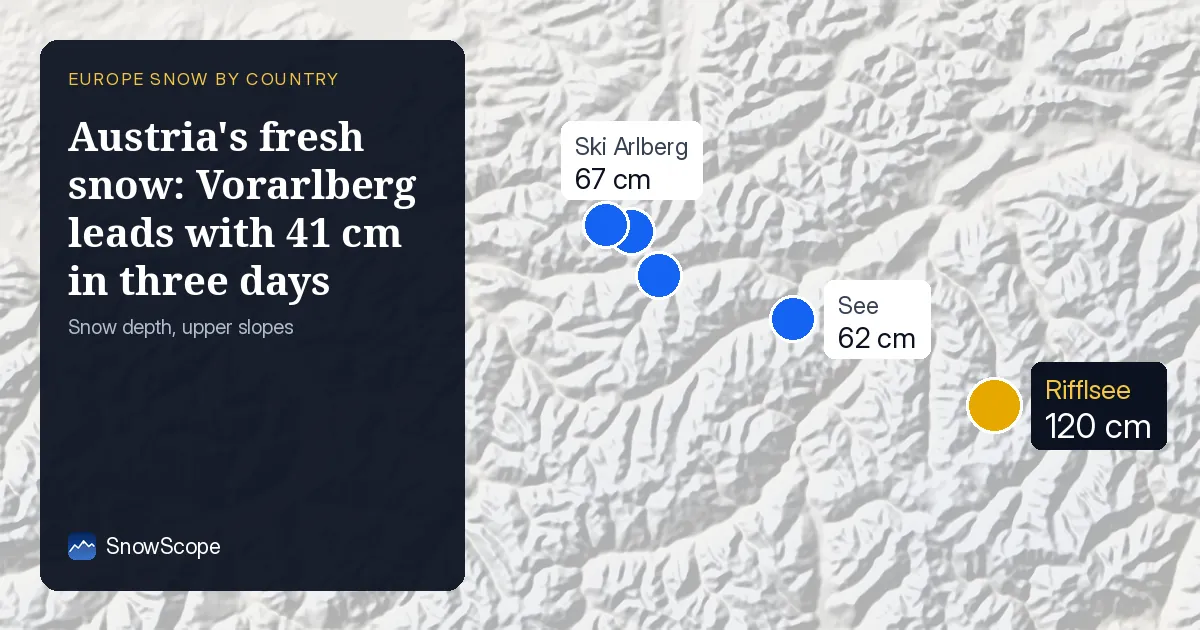 EUROPE SNOW BY COUNTRY
Austria's fresh
snow: Vorarlberg
leads with 41 cm
in three days
Snow depth, upper slopes
SnowScope
Ski Arlberg
67 cm
See
62 cm
Rifflsee
120 cm